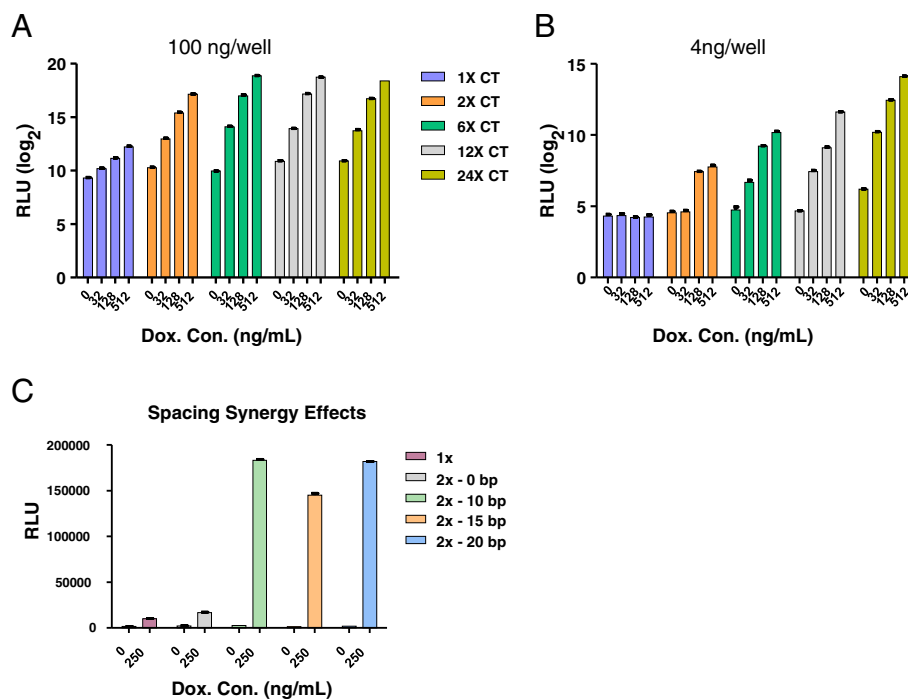 A
100 ng/well
20
15
10
5
0
RLU (log2)
0 32 128 512 0 32 128 512 0 32 128 512 0 32 128 512 0 32 128 512
Dox. Con. (ng/mL)
1X CT
2X CT
6X CT
12X CT
24X CT
B
4ng/well
15
10
5
0
RLU (log2)
0 32 128 512 0 32 128 512 0 32 128 512 0 32 128 512 0 32 128 512
Dox. Con. (ng/mL)
C
Spacing Synergy Effects
200000
150000
100000
50000
0
RLU
0 250 0 250 0 250 0 250 0 250
Dox. Con. (ng/mL)
1x
2x - 0 bp
2x - 10 bp
2x - 15 bp
2x - 20 bp